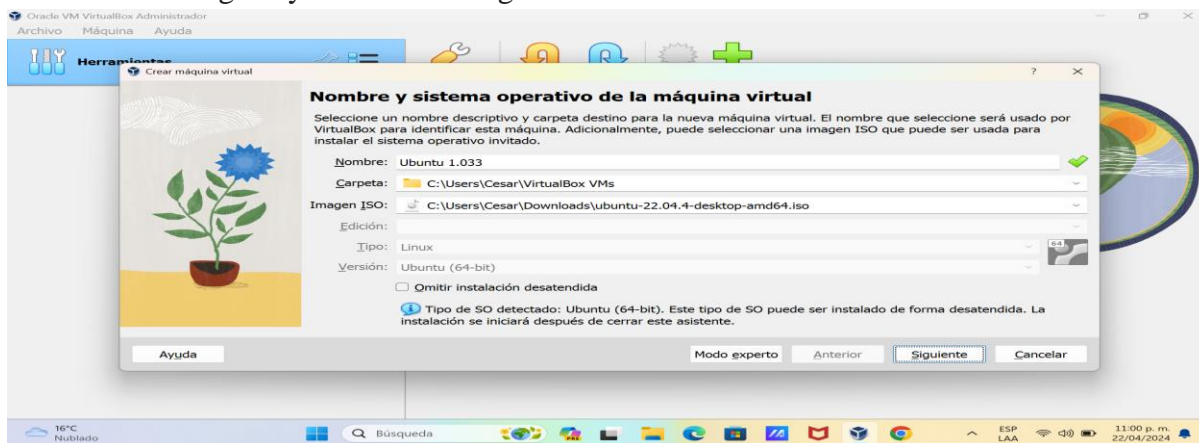 Oracle VM VirtualBox Administrador
Archivo Máquina Ayuda
Herramientas
Crear máquina virtual
Nombre y sistema operativo de la máquina virtual
Seleccione un nombre descriptivo y carpeta destino para la nueva máquina virtual. El nombre que seleccione será usado por
VirtualBox para identificar esta máquina. Adicionalmente, puede seleccionar una imagen ISO que puede ser usada para
instalar el sistema operativo invitado.
Nombre: Ubuntu 1.033
Carpeta: C:\Users\Cesar\VirtualBox VMs
Imagen ISO: C:\Users\Cesar\Downloads\ubuntu-22.04.4-desktop-amd64.iso
Edición:
Tipo: Linux
64
Versión: Ubuntu (64-bit)
Omitir instalación desatendida
Tipo de SO detectado: Ubuntu (64-bit). Este tipo de SO puede ser instalado de forma desatendida. La
instalación se iniciará después de cerrar este asistente.
Ayuda Modo experto Anterior Siguiente Cancelar
16°C
Nublado
Búsqueda
ESP
LAA
11:00 p. m.
22/04/2024